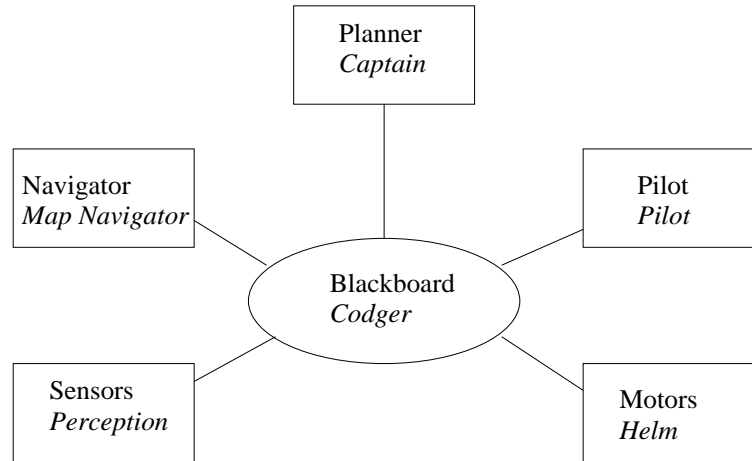 Planner
Captain
Navigator
Map Navigator
Pilot
Pilot
Blackboard
Codger
Sensors
Perception
Motors
Helm